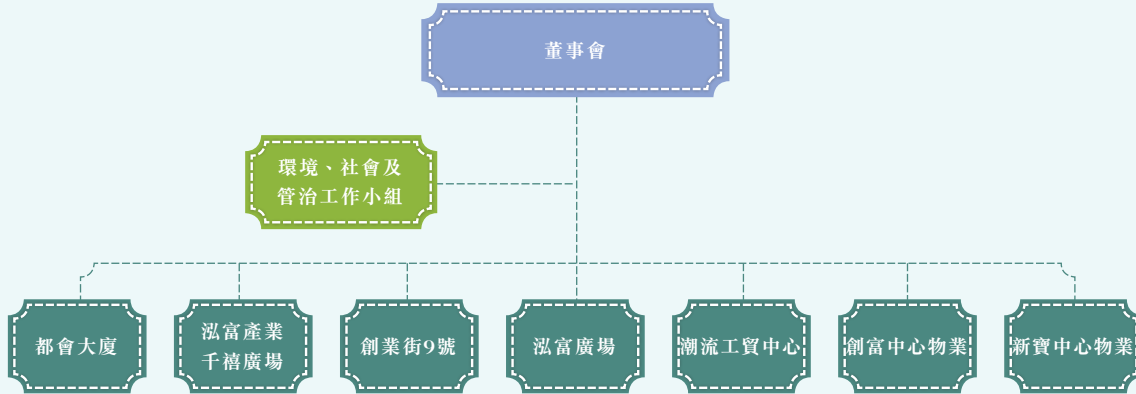 董事會
環境、社會及
管治工作小組
都會大廈
泓富產業
千禧廣場
創業街9號
泓富廣場
潮流工貿中心
創富中心物業
新寶中心物業